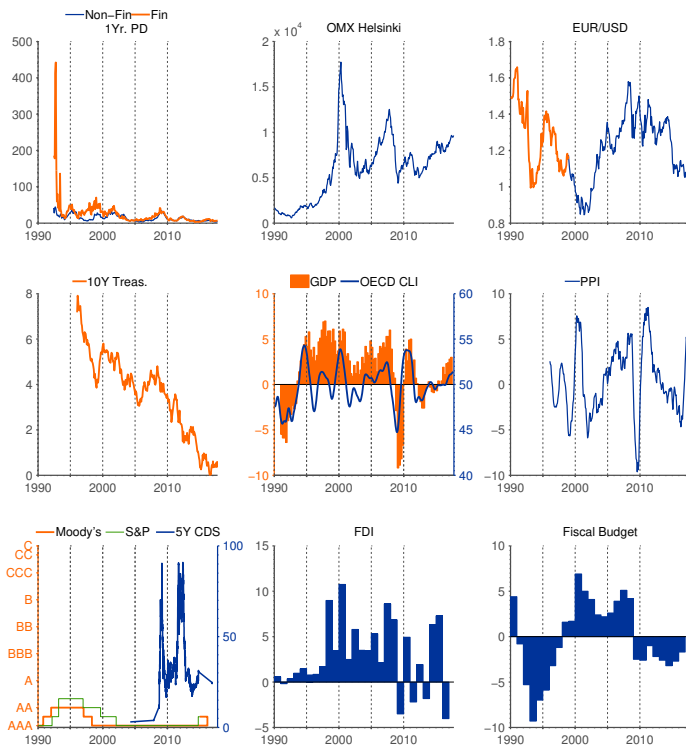 Non-Fin Fin
1Yr. PD
500
400
300
200
100
0
1990 2000 2010
OMX Helsinki
2 x 10⁴
1.5
1
0.5
0
1990 2000 2010
EUR/USD
1.8
1.6
1.4
1.2
1
0.8
1990 2000 2010
10Y Treas.
8
6
4
2
0
1990 2000 2010
GDP OECD CLI
10 60
5 55
0 50
−5 45
−10 40
1990 2000 2010
PPI
10
5
0
−5
−10
1990 2000 2010
Moody's S&P 5Y CDS
C 100
CC
CCC
B
BB 50
BBB
A
AA
AAA 0
1990 2000 2010
FDI
15
10
5
0
−5
1990 2000 2010
Fiscal Budget
10
5
0
−5
−10
1990 2000 2010